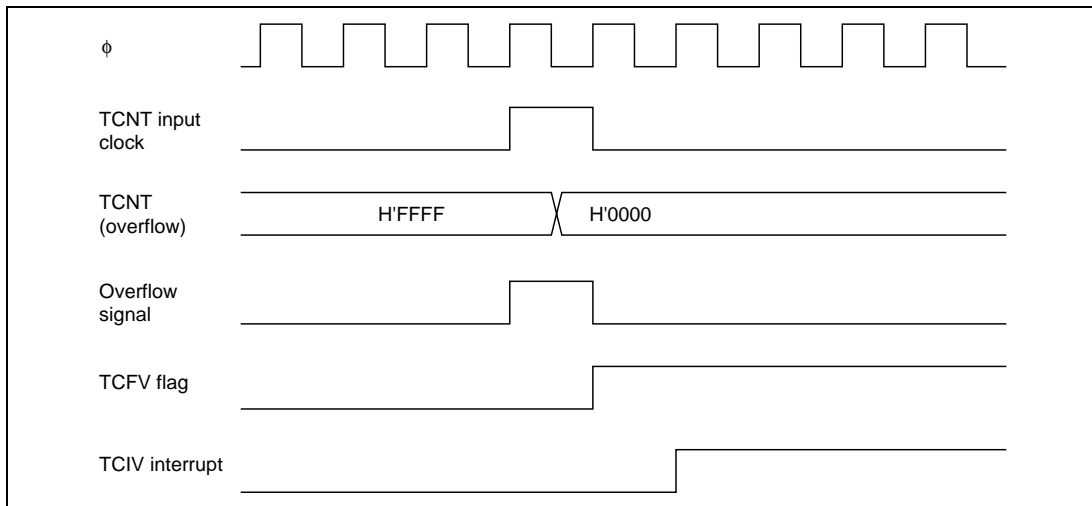 ϕ
TCNT input
clock
TCNT
(overflow)
H'FFFF
H'0000
Overflow
signal
TCFV flag
TCIV interrupt